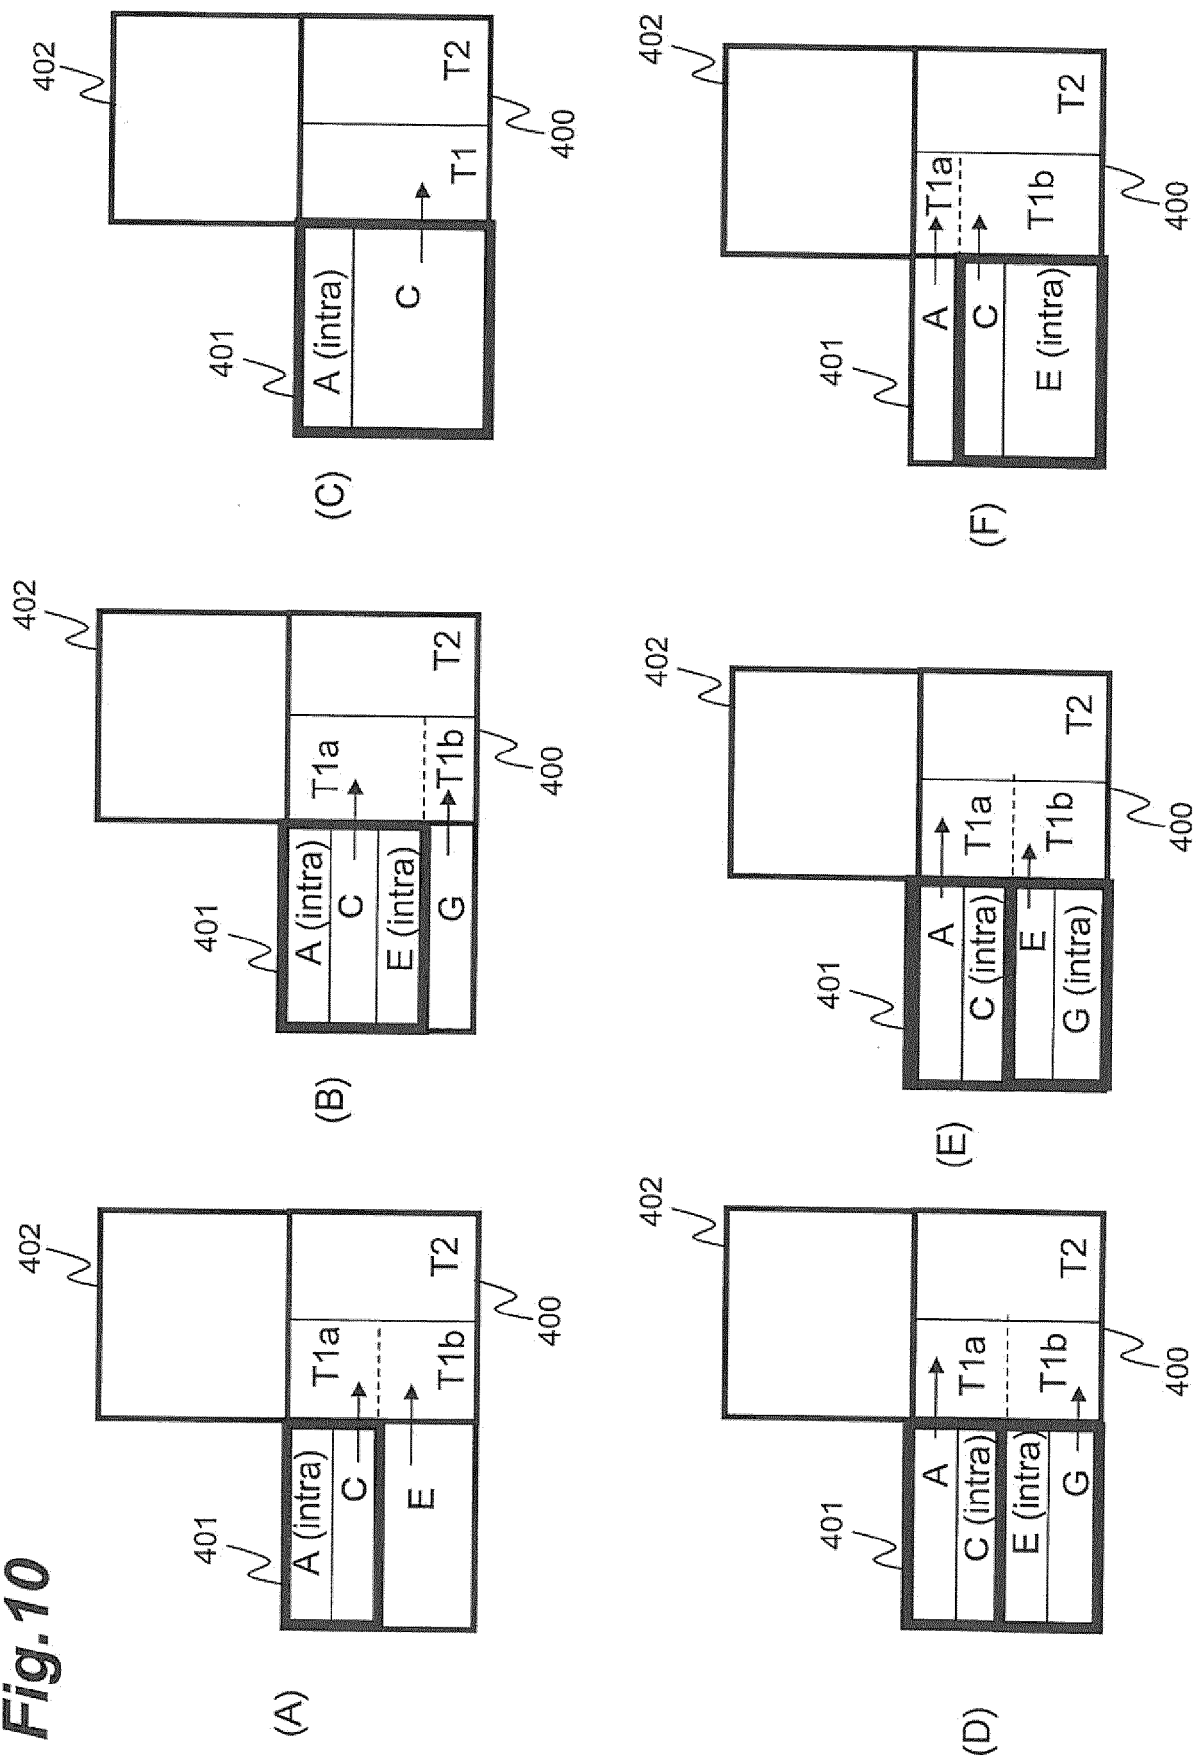 Fig.10
(A)
401
402
A (intra)
C
E
T1a
T1b
T2
400
(B)
401
402
A (intra)
C
E (intra)
G
T1a
T1b
T2
400
(C)
401
402
A (intra)
C
T1
T2
400
(D)
401
402
A
C (intra)
E (intra)
G
T1a
T1b
T2
400
(E)
401
402
A
C (intra)
E
G (intra)
T1a
T1b
T2
400
(F)
401
402
A
C
E (intra)
T1a
T1b
T2
400